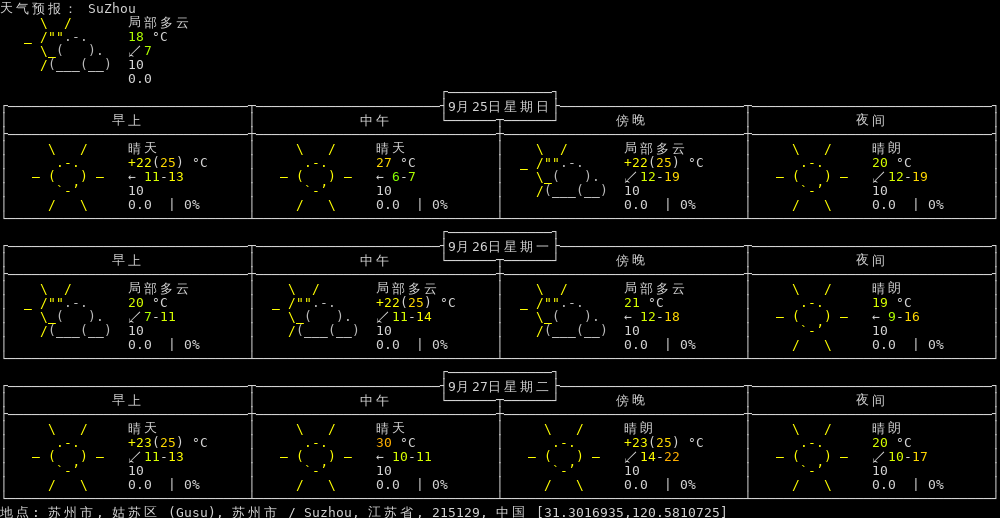 天气预报： SuZhou
局部多云
18 °C
↙ 7
10
0.0
9月25日星期日
早上 中午 傍晚 夜间
晴天 晴天 局部多云 晴朗
+22(25) °C 27 °C +22(25) °C 20 °C
← 11-13 ← 6-7 ↙ 12-19 ↙ 12-19
10 10 10 10
0.0 | 0% 0.0 | 0% 0.0 | 0% 0.0 | 0%
9月26日星期一
早上 中午 傍晚 夜间
局部多云 局部多云 局部多云 晴朗
20 °C +22(25) °C 21 °C 19 °C
↙ 7-11 ↙ 11-14 ← 12-18 ← 9-16
10 10 10 10
0.0 | 0% 0.0 | 0% 0.0 | 0% 0.0 | 0%
9月27日星期二
早上 中午 傍晚 夜间
晴天 晴天 晴朗 晴朗
+23(25) °C 30 °C +23(25) °C 20 °C
↙ 11-13 ← 10-11 ↙ 14-22 ↙ 10-17
10 10 10 10
0.0 | 0% 0.0 | 0% 0.0 | 0% 0.0 | 0%
地点: 苏州市, 姑苏区 (Gusu), 苏州市 / Suzhou, 江苏省, 215129, 中国 [31.3016935,120.5810725]